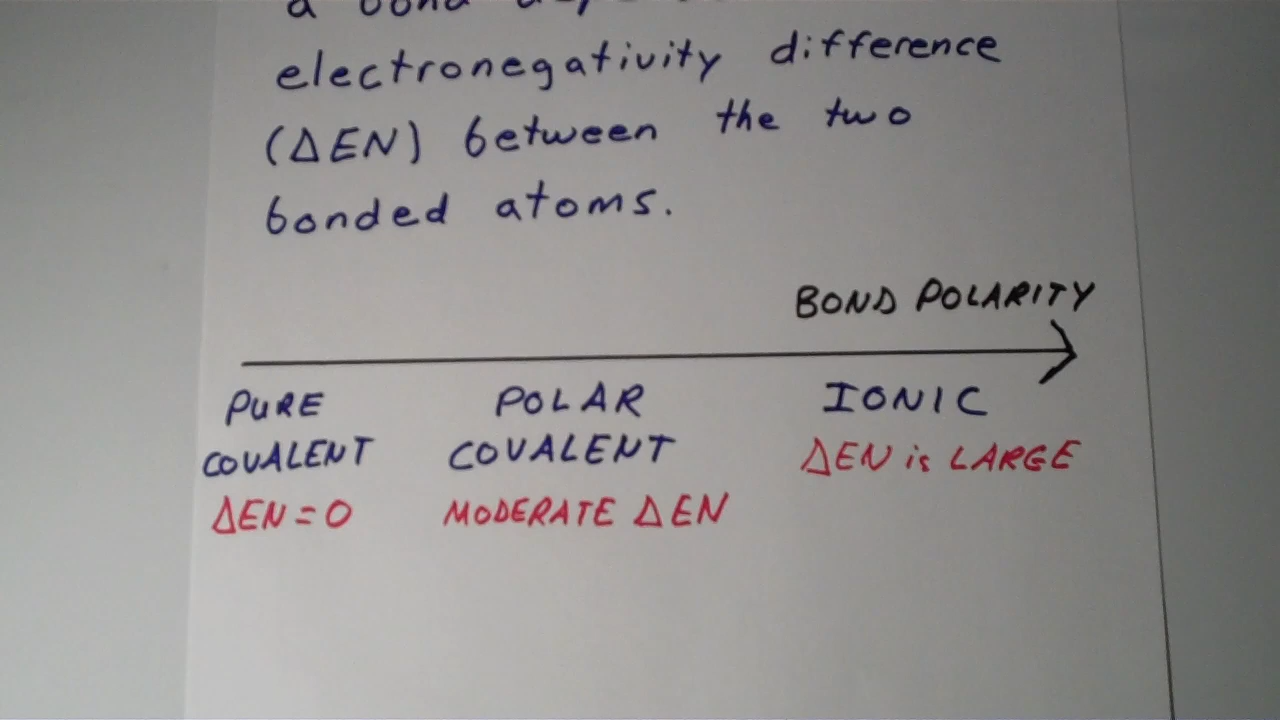 a bond
electronegativity difference
(ΔEN) between the two
bonded atoms.
BOND POLARITY
PURE
COVALENT
ΔEN = 0
POLAR
COVALENT
MODERATE ΔEN
IONIC
ΔEN is LARGE